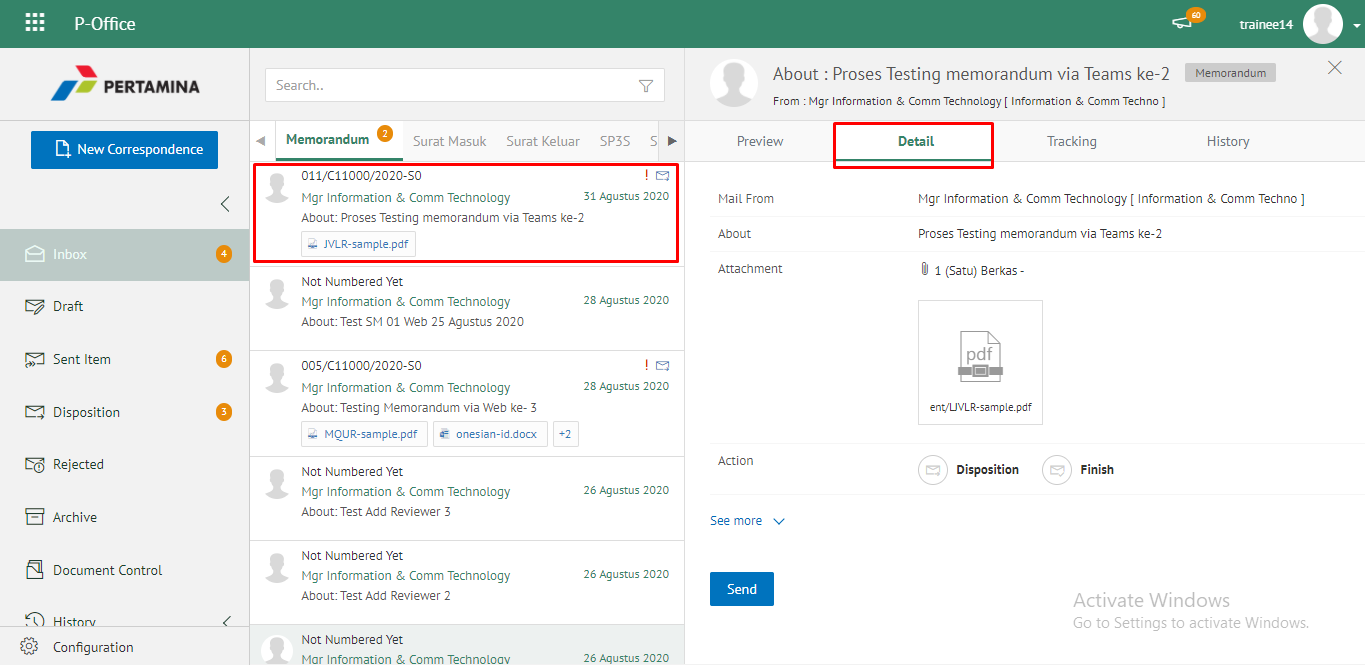 P-Office
60
trainee14
PERTAMINA
New Correspondence
Inbox
4
Draft
Sent Item
6
Disposition
3
Rejected
Archive
Document Control
History
Configuration
Search..
Memorandum 2 Surat Masuk Surat Keluar SP3S S
011/C11000/2020-S0 !
Mgr Information & Comm Technology 31 Agustus 2020
About: Proses Testing memorandum via Teams ke-2
JVLR-sample.pdf
Not Numbered Yet
Mgr Information & Comm Technology 28 Agustus 2020
About: Test SM 01 Web 25 Agustus 2020
005/C11000/2020-S0 !
Mgr Information & Comm Technology 28 Agustus 2020
About: Testing Memorandum via Web ke- 3
MQUR-sample.pdf onesian-id.docx +2
Not Numbered Yet
Mgr Information & Comm Technology 26 Agustus 2020
About: Test Add Reviewer 3
Not Numbered Yet
Mgr Information & Comm Technology 26 Agustus 2020
About: Test Add Reviewer 2
Not Numbered Yet
Mgr Information & Comm Technology 26 Agustus 2020
About : Proses Testing memorandum via Teams ke-2 Memorandum
From : Mgr Information & Comm Technology [ Information & Comm Techno ]
Preview Detail Tracking History
Mail From Mgr Information & Comm Technology [ Information & Comm Techno ]
About Proses Testing memorandum via Teams ke-2
Attachment 1 (Satu) Berkas -
pdf
ent/LJVLR-sample.pdf
Action Disposition Finish
See more
Send
Activate Windows
Go to Settings to activate Windows.